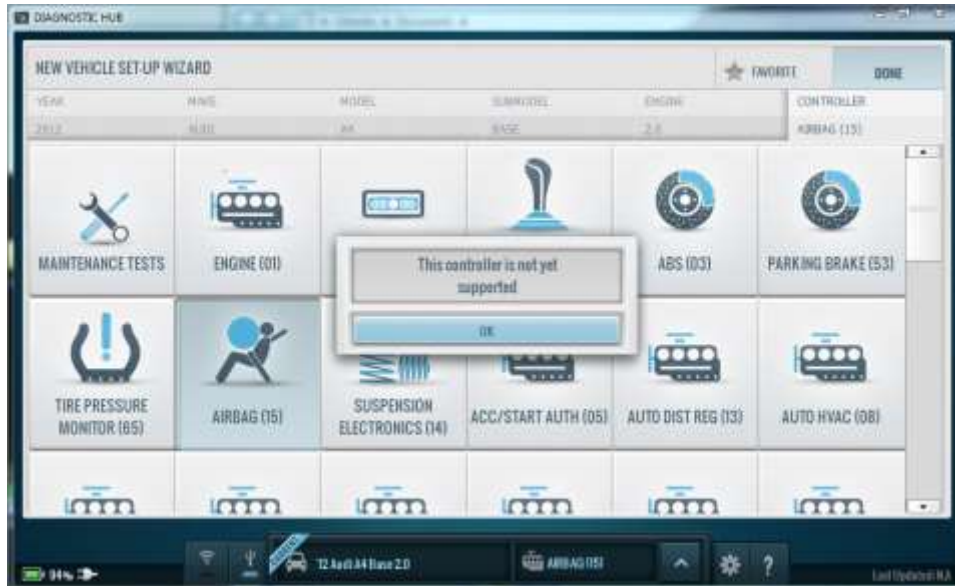 DIAGNOSTIC HUB
NEW VEHICLE SET-UP WIZARD
FAVORITE
DONE
YEAR MAKE MODEL SUBMODEL ENGINE CONTROLLER
2012 AUDI A4 BASE 2.0 AIRBAG (15)
MAINTENANCE TESTS
ENGINE (01)
ABS (03)
PARKING BRAKE (53)
This controller is not yet
supported
OK
TIRE PRESSURE
MONITOR (65)
AIRBAG (15)
SUSPENSION
ELECTRONICS (14)
ACC/START AUTH (05)
AUTO DIST REG (13)
AUTO HVAC (08)
94%
'12 Audi A4 Base 2.0
AIRBAG (15)
?
Last Updated: N.A